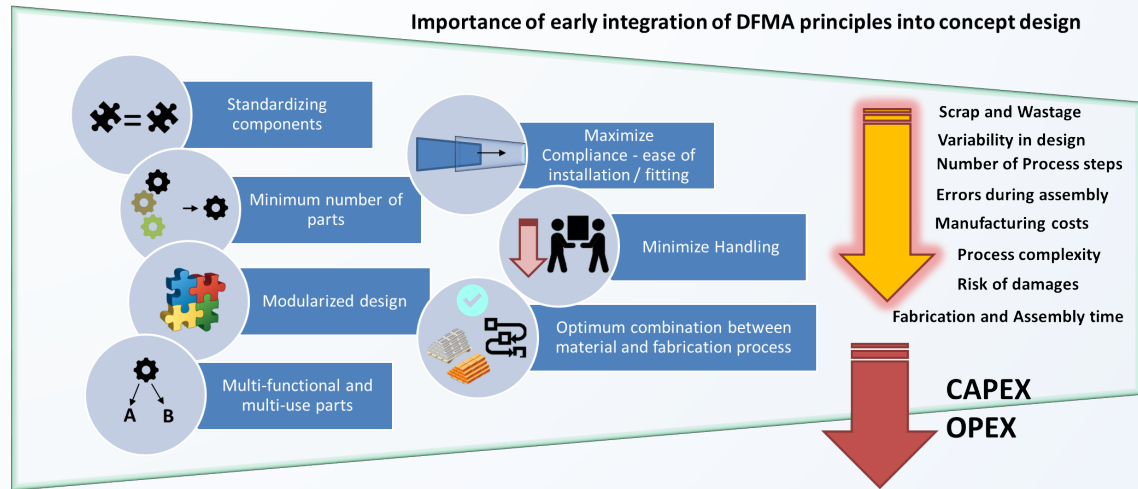 Importance of early integration of DFMA principles into concept design
=
Standardizing
components
Minimum number of
parts
Modularized design
A B
Multi-functional and
multi-use parts
Maximize
Compliance - ease of
installation / fitting
Minimize Handling
Optimum combination between
material and fabrication process
Scrap and Wastage
Variability in design
Number of Process steps
Errors during assembly
Manufacturing costs
Process complexity
Risk of damages
Fabrication and Assembly time
CAPEX
OPEX